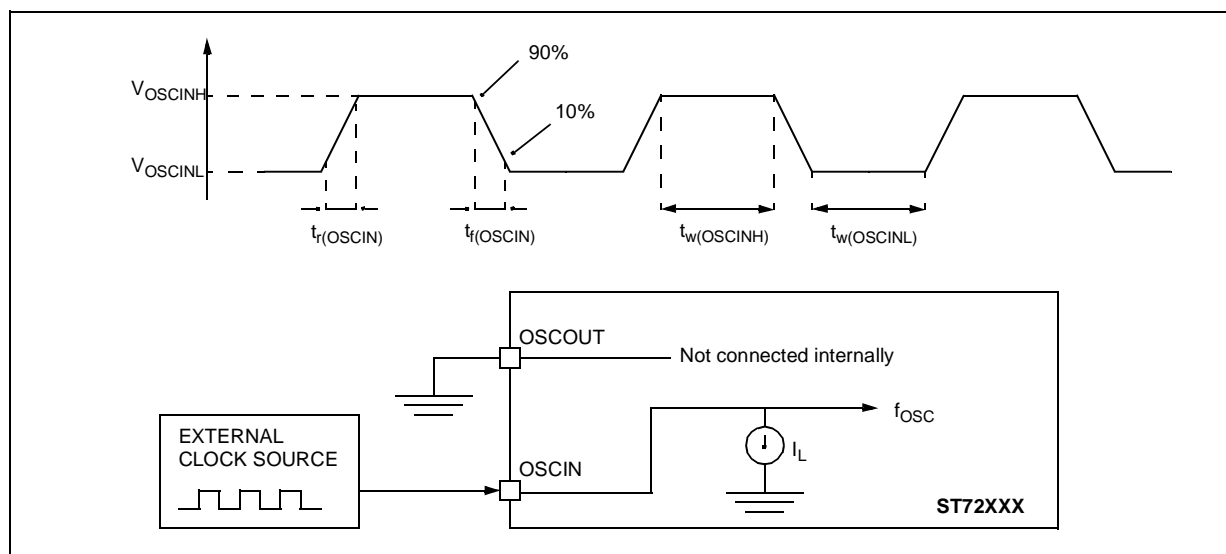 90%
V_OSCINH
10%
V_OSCINL
t_r(OSCIN)
t_f(OSCIN)
t_w(OSCINH)
t_w(OSCINL)
OSCOUT
Not connected internally
f_OSC
EXTERNAL
CLOCK SOURCE
I_L
OSCIN
ST72XXX